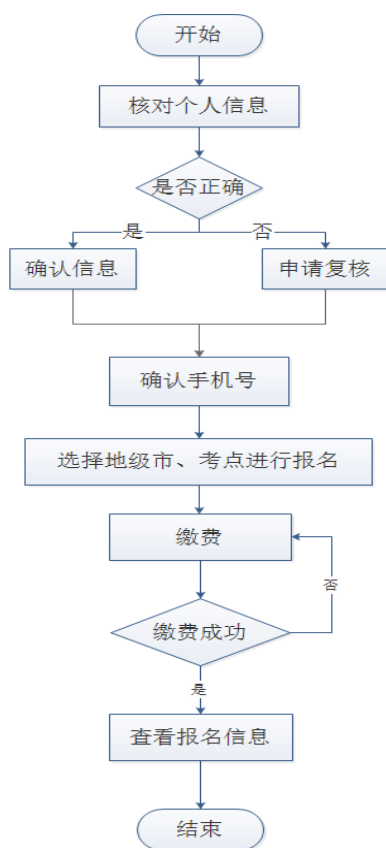 开始
核对个人信息
是否正确
是
否
确认信息
申请复核
确认手机号
选择地级市、考点进行报名
缴费
否
缴费成功
是
查看报名信息
结束